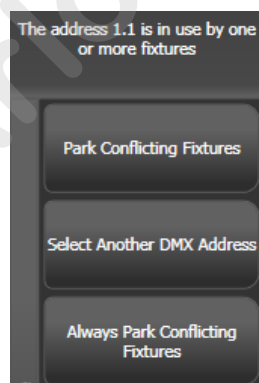 The address 1.1 is in use by one
or more fixtures
Park Conflicting Fixtures
Select Another DMX Address
Always Park Conflicting
Fixtures